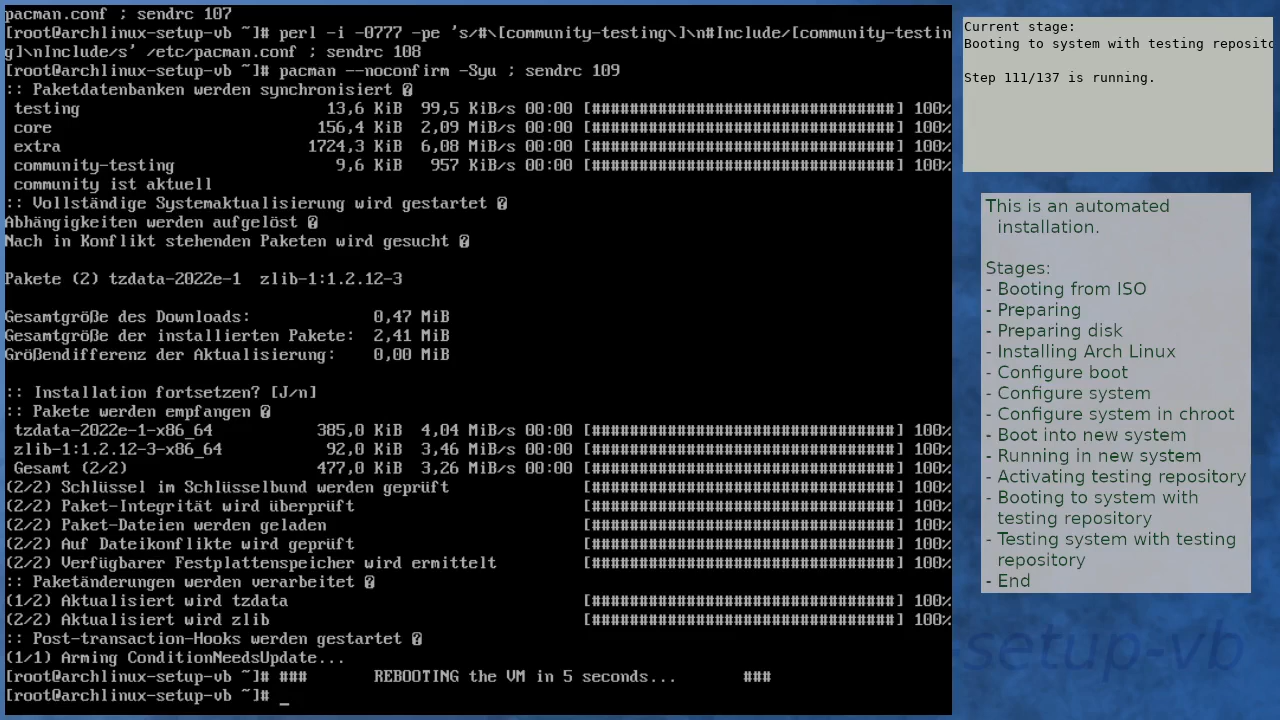 pacman.conf ; sendrc 107
[root@archlinux-setup-vb ~]# perl -i -0777 -pe 's/#\[community-testing\]\n#Include/[community-testin
g]\nInclude/s' /etc/pacman.conf ; sendrc 108
[root@archlinux-setup-vb ~]# pacman --noconfirm -Syu ; sendrc 109
:: Paketdatenbanken werden synchronisiert �
testing 13,6 KiB 99,5 KiB/s 00:00 [#################################] 100%
core 156,4 KiB 2,09 MiB/s 00:00 [#################################] 100%
extra 1724,3 KiB 6,08 MiB/s 00:00 [#################################] 100%
community-testing 9,6 KiB 957 KiB/s 00:00 [#################################] 100%
community ist aktuell
:: Vollständige Systemaktualisierung wird gestartet �
Abhängigkeiten werden aufgelöst �
Nach in Konflikt stehenden Paketen wird gesucht �
Pakete (2) tzdata-2022e-1 zlib-1:1.2.12-3
Gesamtgröße des Downloads: 0,47 MiB
Gesamtgröße der installierten Pakete: 2,41 MiB
Größendifferenz der Aktualisierung: 0,00 MiB
:: Installation fortsetzen? [J/n]
:: Pakete werden empfangen �
tzdata-2022e-1-x86_64 385,0 KiB 4,04 MiB/s 00:00 [#################################] 100%
zlib-1:1.2.12-3-x86_64 92,0 KiB 3,46 MiB/s 00:00 [#################################] 100%
Gesamt (2/2) 477,0 KiB 3,26 MiB/s 00:00 [#################################] 100%
(2/2) Schlüssel im Schlüsselbund werden geprüft [#################################] 100%
(2/2) Paket-Integrität wird überprüft [#################################] 100%
(2/2) Paket-Dateien werden geladen [#################################] 100%
(2/2) Auf Dateikonflikte wird geprüft [#################################] 100%
(2/2) Verfügbarer Festplattenspeicher wird ermittelt [#################################] 100%
:: Paketänderungen werden verarbeitet �
(1/2) Aktualisiert wird tzdata [#################################] 100%
(2/2) Aktualisiert wird zlib [#################################] 100%
:: Post-transaction-Hooks werden gestartet �
(1/1) Arming ConditionNeedsUpdate...
[root@archlinux-setup-vb ~]# ### REBOOTING the VM in 5 seconds... ###
[root@archlinux-setup-vb ~]# _
Current stage:
Booting to system with testing reposito
Step 111/137 is running.
This is an automated
installation.
Stages:
- Booting from ISO
- Preparing
- Preparing disk
- Installing Arch Linux
- Configure boot
- Configure system
- Configure system in chroot
- Boot into new system
- Running in new system
- Activating testing repository
- Booting to system with
testing repository
- Testing system with testing
repository
- End
setup-vb